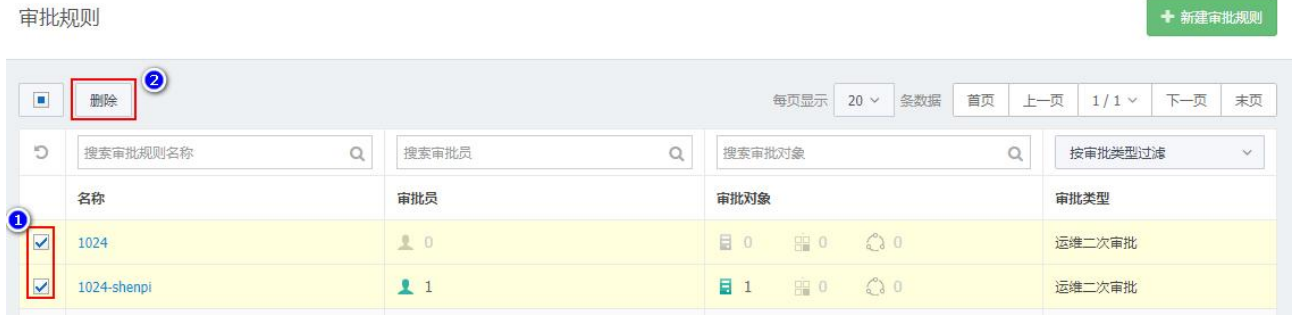 审批规则
新建审批规则
2
删除 每页显示 20 条数据 首页 上一页 1 / 1 下一页 末页
搜索审批规则名称 搜索审批员 搜索审批对象 按审批类型过滤
名称 审批员 审批对象 审批类型
1
1024 0 0 0 0 运维二次审批
1024-shenpi 1 1 0 0 运维二次审批